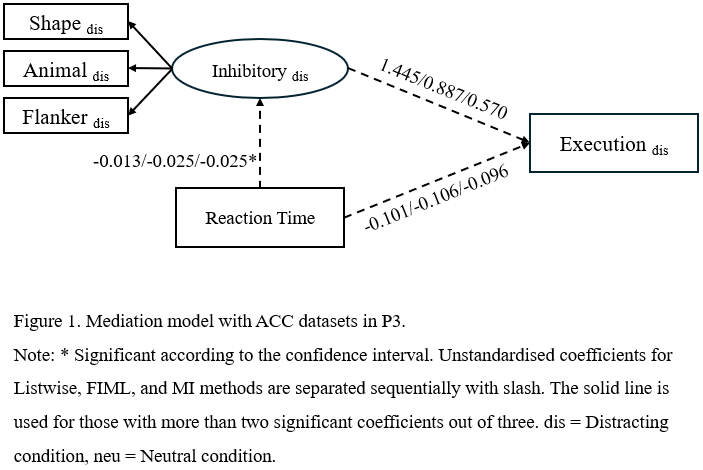 Shape dis
Animal dis
Flanker dis
Inhibitory dis
1.445/0.887/0.570
Execution dis
-0.013/-0.025/-0.025*
Reaction Time
-0.101/-0.106/-0.096
Figure 1. Mediation model with ACC datasets in P3.
Note: * Significant according to the confidence interval. Unstandardised coefficients for
Listwise, FIML, and MI methods are separated sequentially with slash. The solid line is
used for those with more than two significant coefficients out of three. dis = Distracting
condition, neu = Neutral condition.